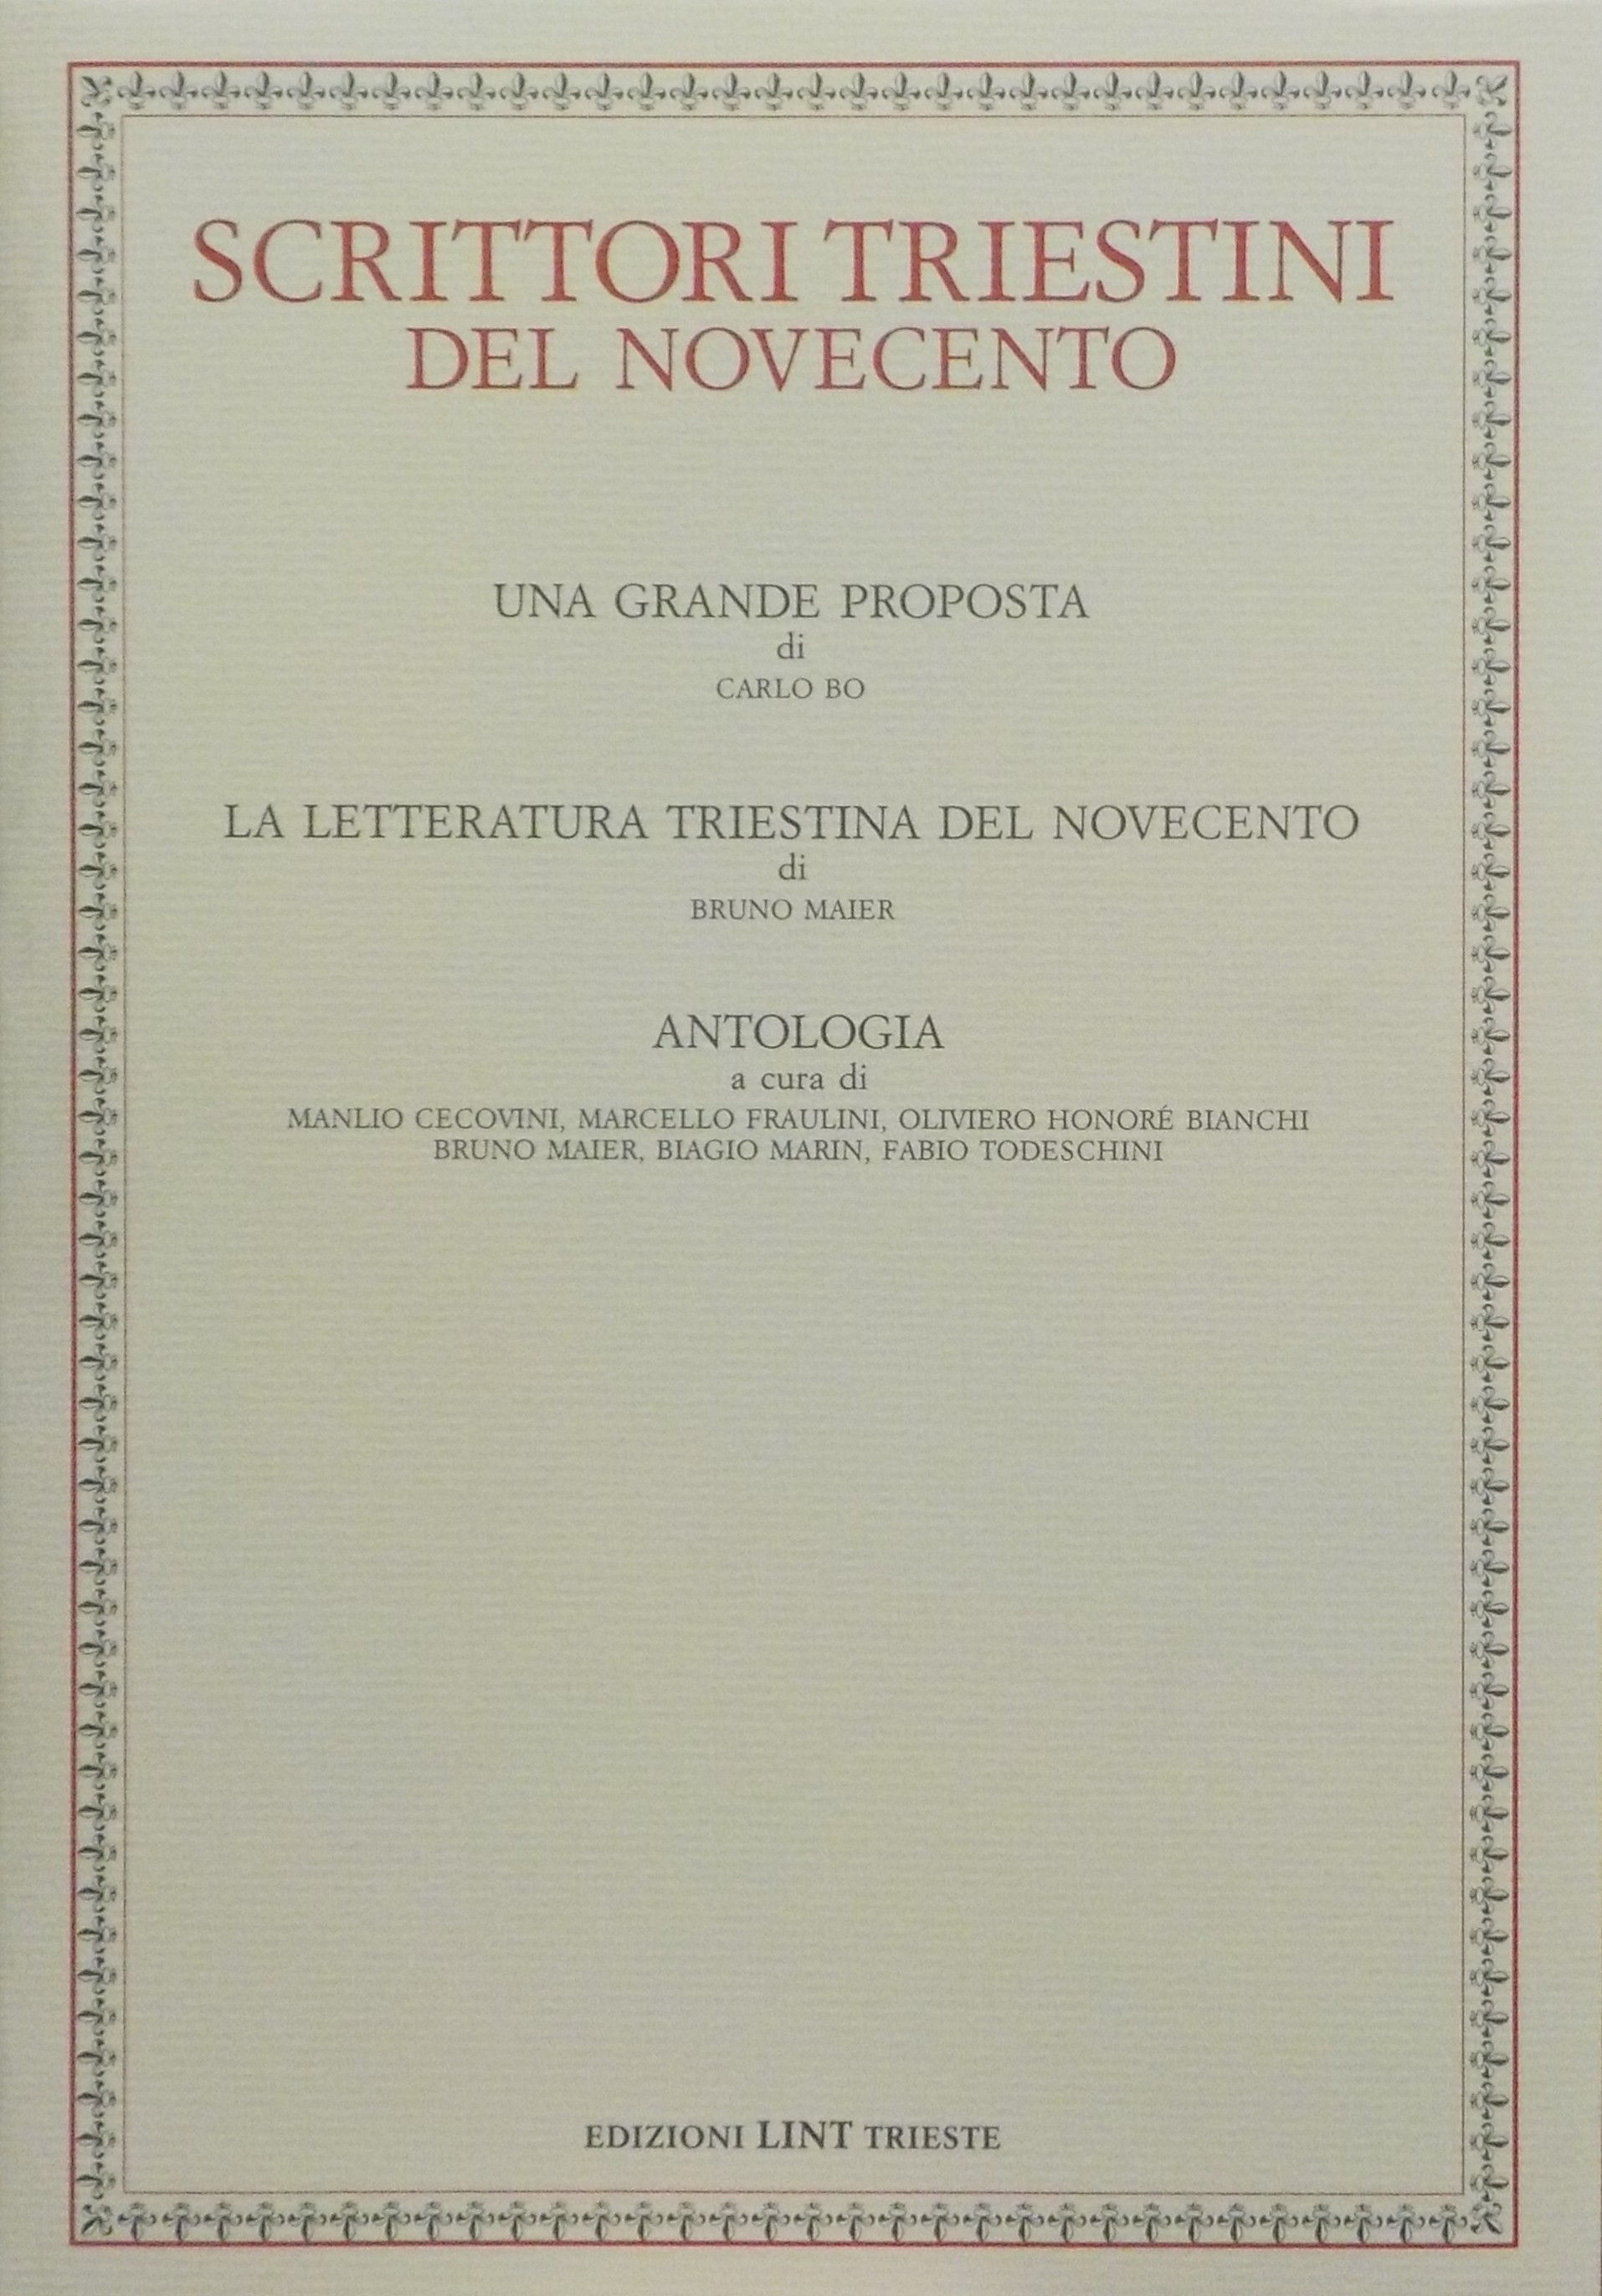 SCRITTORI TRIESTINI
DEL NOVECENTO
UNA GRANDE PROPOSTA
di
CARLO BO
LA LETTERATURA TRIESTINA DEL NOVECENTO
di
BRUNO MAIER
ANTOLOGIA
a cura di
MANLIO CECOVINI, MARCELLO FRAULINI, OLIVIERO HONORÉ BIANCHI
BRUNO MAIER, BIAGIO MARIN, FABIO TODESCHINI
EDIZIONI LINT TRIESTE